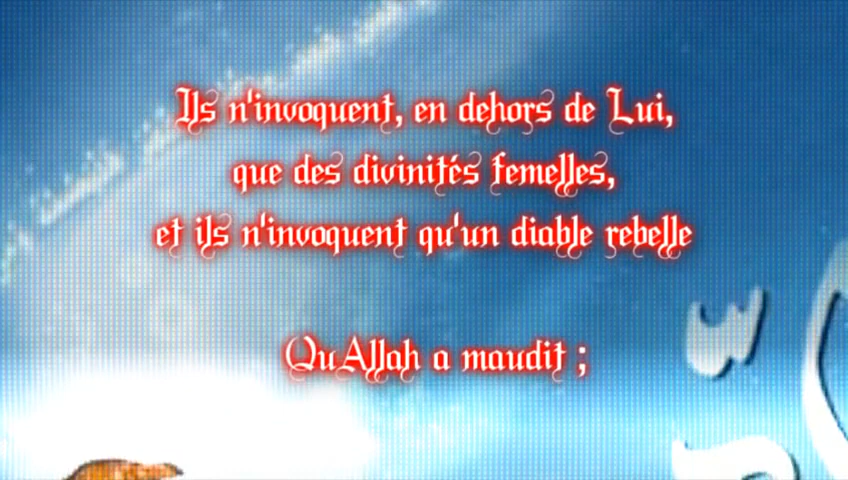 Ils n'invoquent, en dehors de Lui,
que des divinités femelles,
et ils n'invoquent qu'un diable rebelle
QuAllah a maudit ;